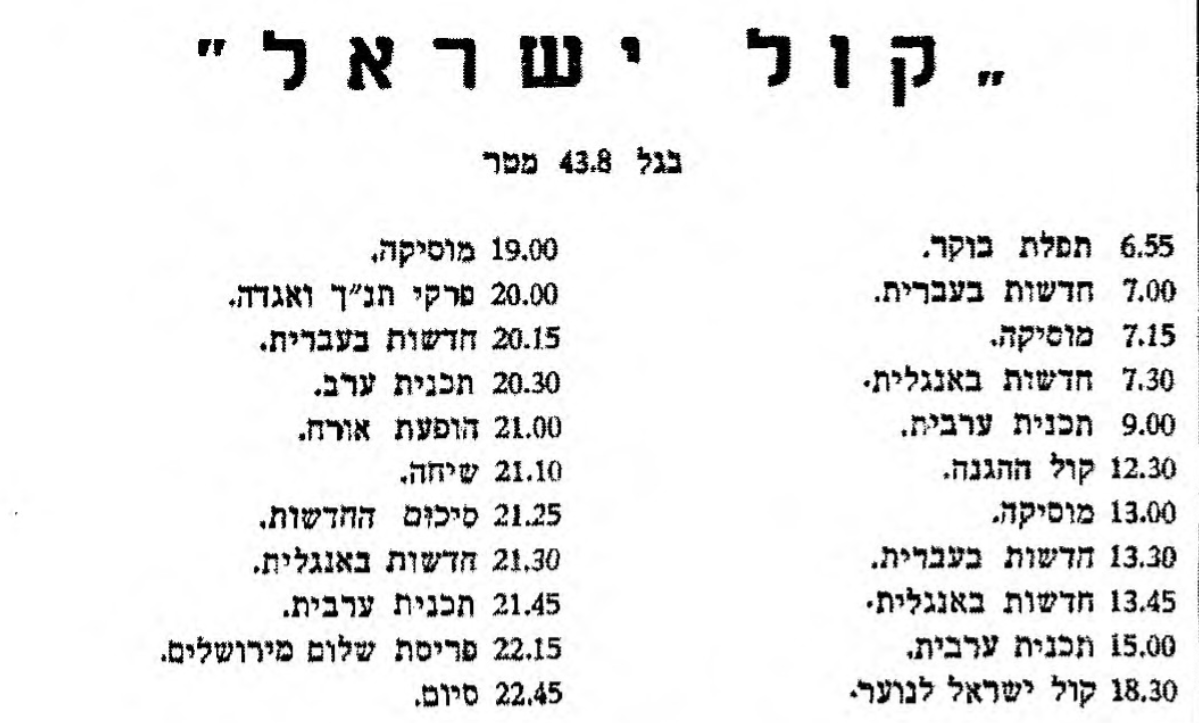 „קול ישראל"
בגל 43.8 מטר
6.55 תפלת בוקר.
7.00 חדשות בעברית.
7.15 מוסיקה.
7.30 חדשות באנגלית.
9.00 תכנית ערבית.
12.30 קול ההגנה.
13.00 מוסיקה.
13.30 חדשות בעברית.
13.45 חדשות באנגלית.
15.00 תכנית ערבית.
18.30 קול ישראל לנוער.
19.00 מוסיקה.
20.00 פרקי תנ"ך ואגדה.
20.15 חדשות בעברית.
20.30 תכנית ערב.
21.00 הופעת אורח.
21.10 שיחה.
21.25 סיכום החדשות.
21.30 חדשות באנגלית.
21.45 תכנית ערבית.
22.15 פריסת שלום מירושלים.
22.45 סיום.